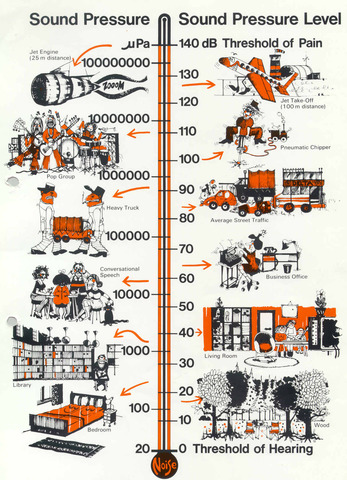 Sound Pressure
Sound Pressure Level
µPa
140 dB Threshold of Pain
Jet Engine
(25 m distance)
100000000
130
Jet Take-Off
(100 m distance)
120
10000000
110
Pneumatic Chipper
100
Pop Group
1000000
90
Heavy Truck
80
Average Street Traffic
100000
70
Conversational
Speech
60
Business Office
10000
50
40
1000
Living Room
30
Library
20
100
10
Wood
Bedroom
20
0 Threshold of Hearing
Noise